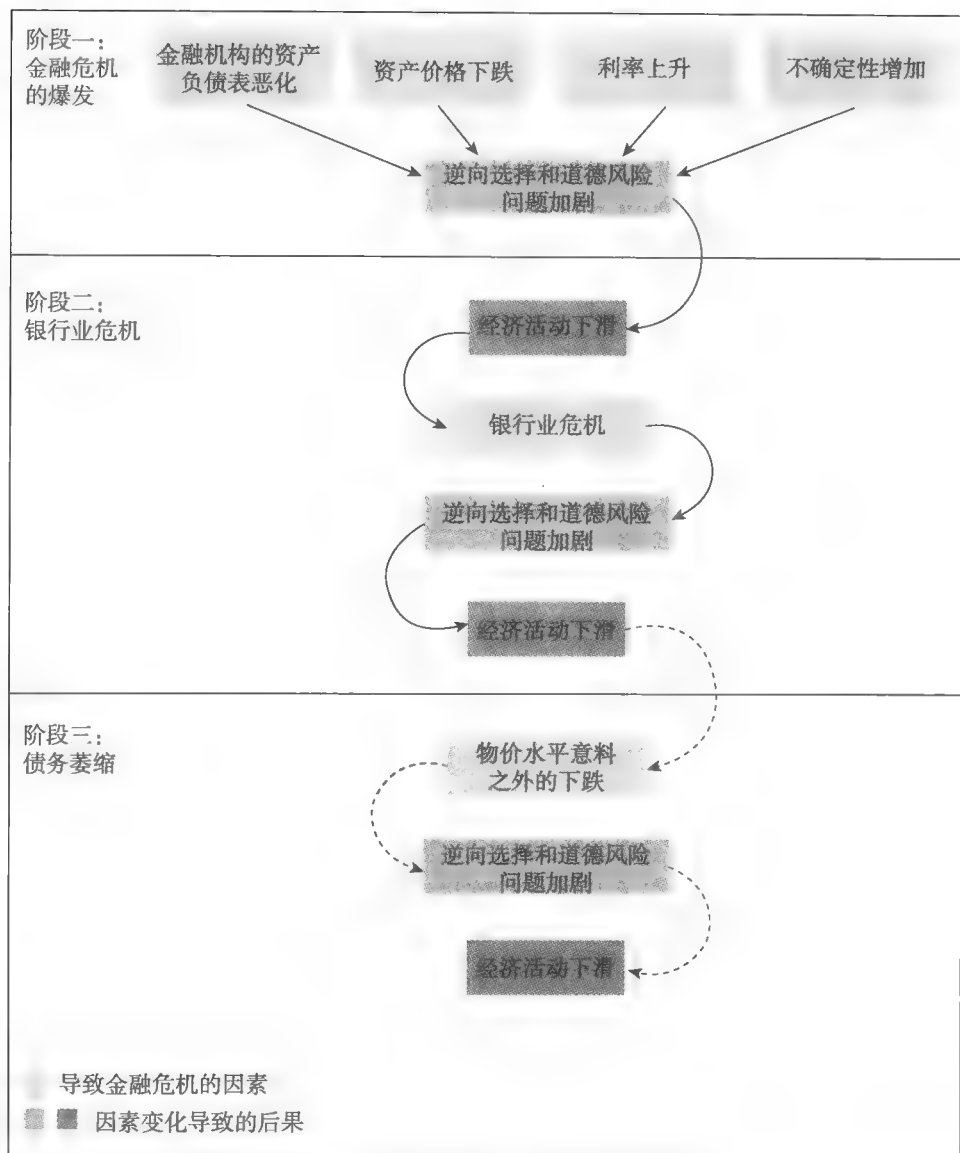 阶段一：
金融危机
的爆发
金融机构的资产
负债表恶化
资产价格下跌
利率上升
不确定性增加
逆向选择和道德风险
问题加剧
阶段二：
银行业危机
经济活动下滑
银行业危机
逆向选择和道德风险
问题加剧
经济活动下滑
阶段三：
债务萎缩
物价水平意料
之外的下跌
逆向选择和道德风险
问题加剧
经济活动下滑
导致金融危机的因素
因素变化导致的后果